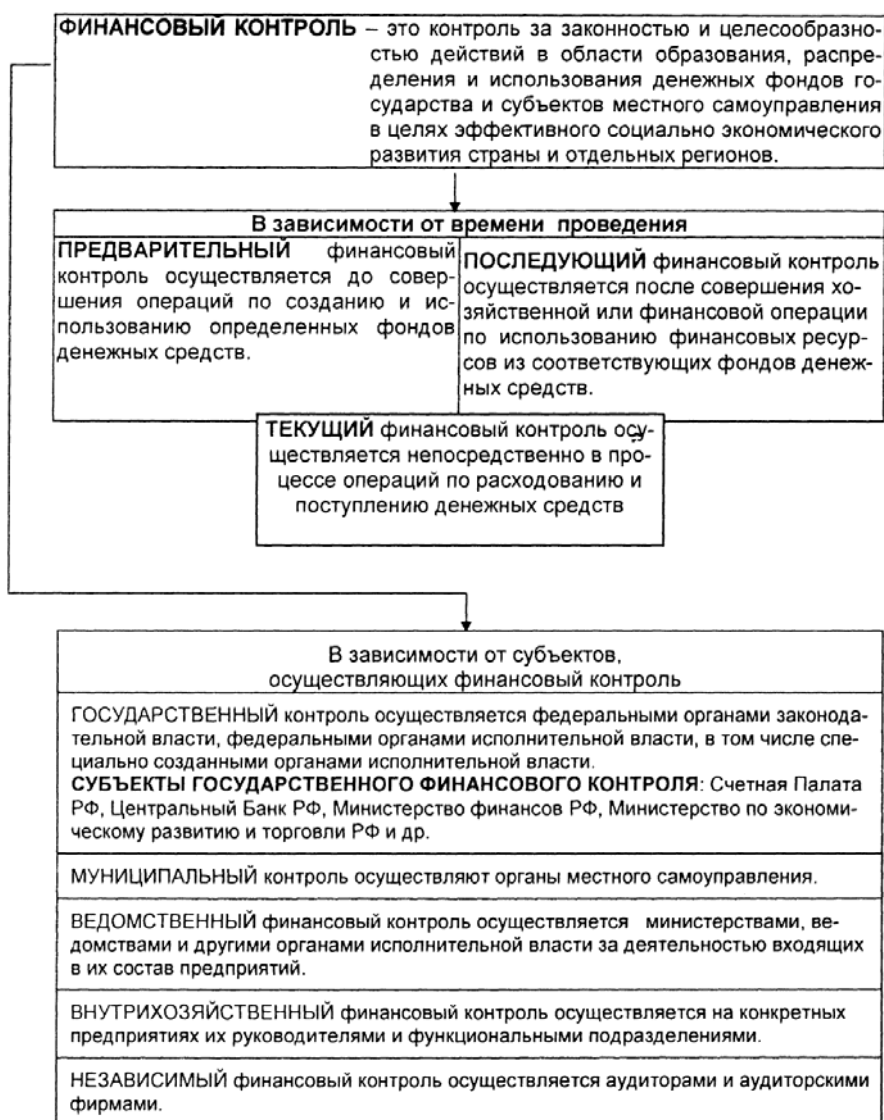 ФИНАНСОВЫЙ КОНТРОЛЬ – это контроль за законностью и целесообразно-
стью действий в области образования, распре-
деления и использования денежных фондов го-
сударства и субъектов местного самоуправления
в целях эффективного социально экономического
развития страны и отдельных регионов.
В зависимости от времени проведения
ПРЕДВАРИТЕЛЬНЫЙ финансовый
контроль осуществляется до совер-
шения операций по созданию и ис-
пользованию определенных фондов
денежных средств.
ПОСЛЕДУЮЩИЙ финансовый контроль
осуществляется после совершения хо-
зяйственной или финансовой операции
по использованию финансовых ресур-
сов из соответствующих фондов денеж-
ных средств.
ТЕКУЩИЙ финансовый контроль осу-
ществляется непосредственно в про-
цессе операций по расходованию и
поступлению денежных средств
В зависимости от субъектов,
осуществляющих финансовый контроль
ГОСУДАРСТВЕННЫЙ контроль осуществляется федеральными органами законода-
тельной власти, федеральными органами исполнительной власти, в том числе спе-
циально созданными органами исполнительной власти.
СУБЪЕКТЫ ГОСУДАРСТВЕННОГО ФИНАНСОВОГО КОНТРОЛЯ: Счетная Палата
РФ, Центральный Банк РФ, Министерство финансов РФ, Министерство по экономи-
ческому развитию и торговли РФ и др.
МУНИЦИПАЛЬНЫЙ контроль осуществляют органы местного самоуправления.
ВЕДОМСТВЕННЫЙ финансовый контроль осуществляется министерствами, ве-
домствами и другими органами исполнительной власти за деятельностью входящих
в их состав предприятий.
ВНУТРИХОЗЯЙСТВЕННЫЙ финансовый контроль осуществляется на конкретных
предприятиях их руководителями и функциональными подразделениями.
НЕЗАВИСИМЫЙ финансовый контроль осуществляется аудиторами и аудиторскими
фирмами.